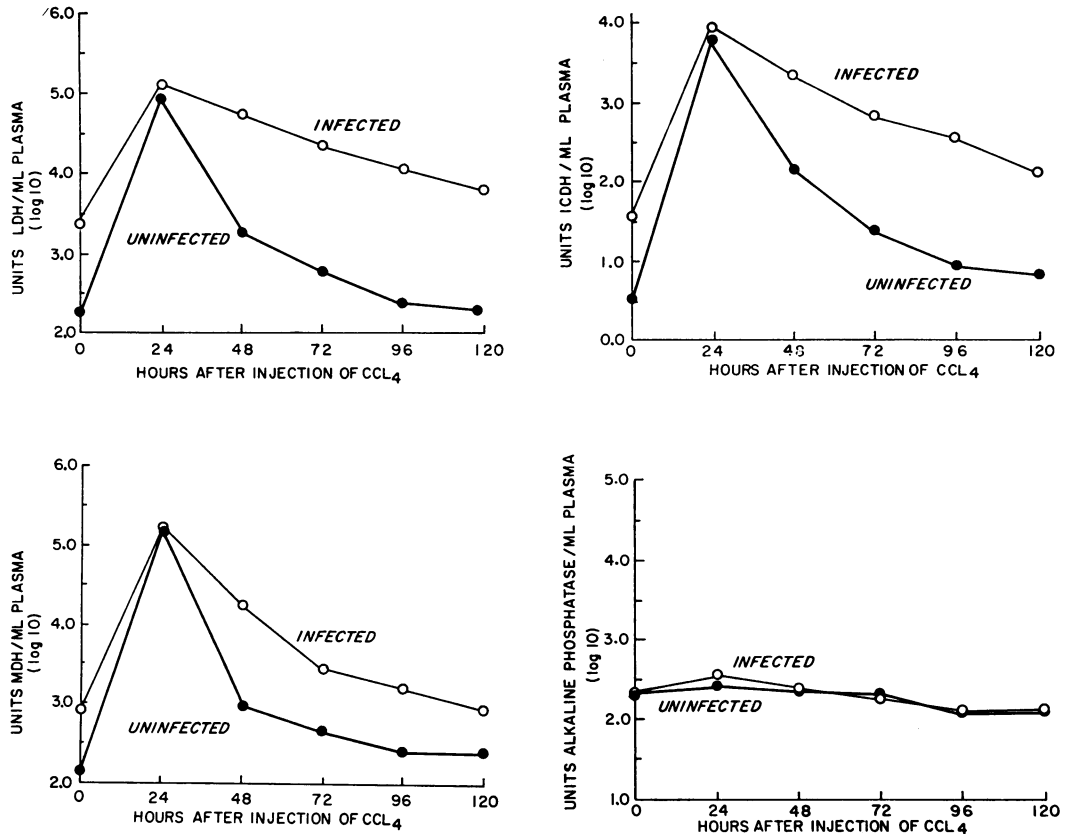 UNITS LDH/ML PLASMA
(log 10)
6.0
5.0
4.0
3.0
2.0
INFECTED
UNINFECTED
0 24 48 72 96 120
HOURS AFTER INJECTION OF CCL4
UNITS ICDH/ML PLASMA
(log 10)
4.0
3.0
2.0
1.0
0.0
INFECTED
UNINFECTED
0 24 48 72 96 120
HOURS AFTER INJECTION OF CCL4
UNITS MDH/ML PLASMA
(log 10)
6.0
5.0
4.0
3.0
2.0
INFECTED
UNINFECTED
0 24 48 72 96 120
HOURS AFTER INJECTION OF CCL4
UNITS ALKALINE PHOSPHATASE/ML PLASMA
(log 10)
5.0
4.0
3.0
2.0
1.0
INFECTED
UNINFECTED
0 24 48 72 96 120
HOURS AFTER INJECTION OF CCL4